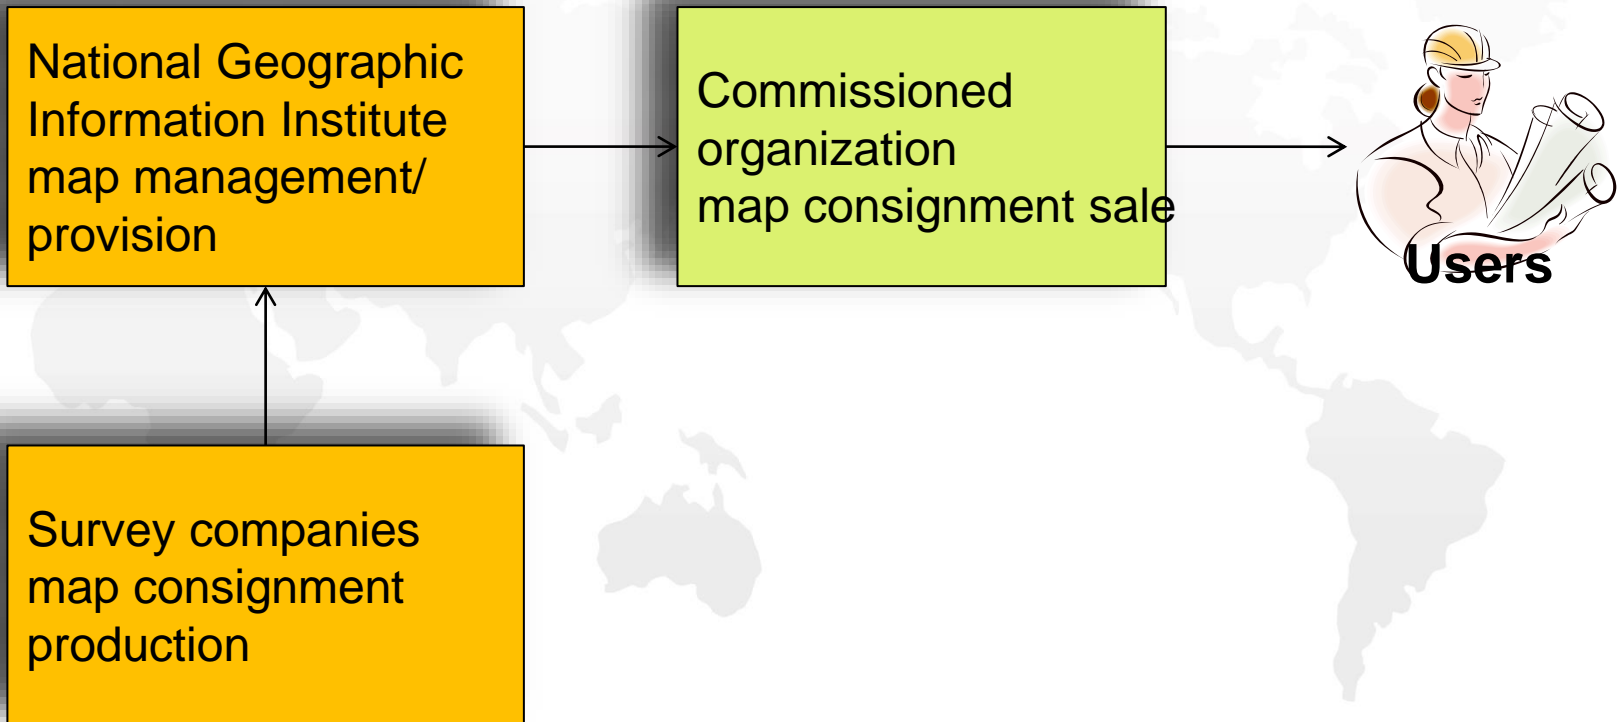 National Geographic
Information Institute
map management/
provision
Commissioned
organization
map consignment sale
Users
Survey companies
map consignment
production